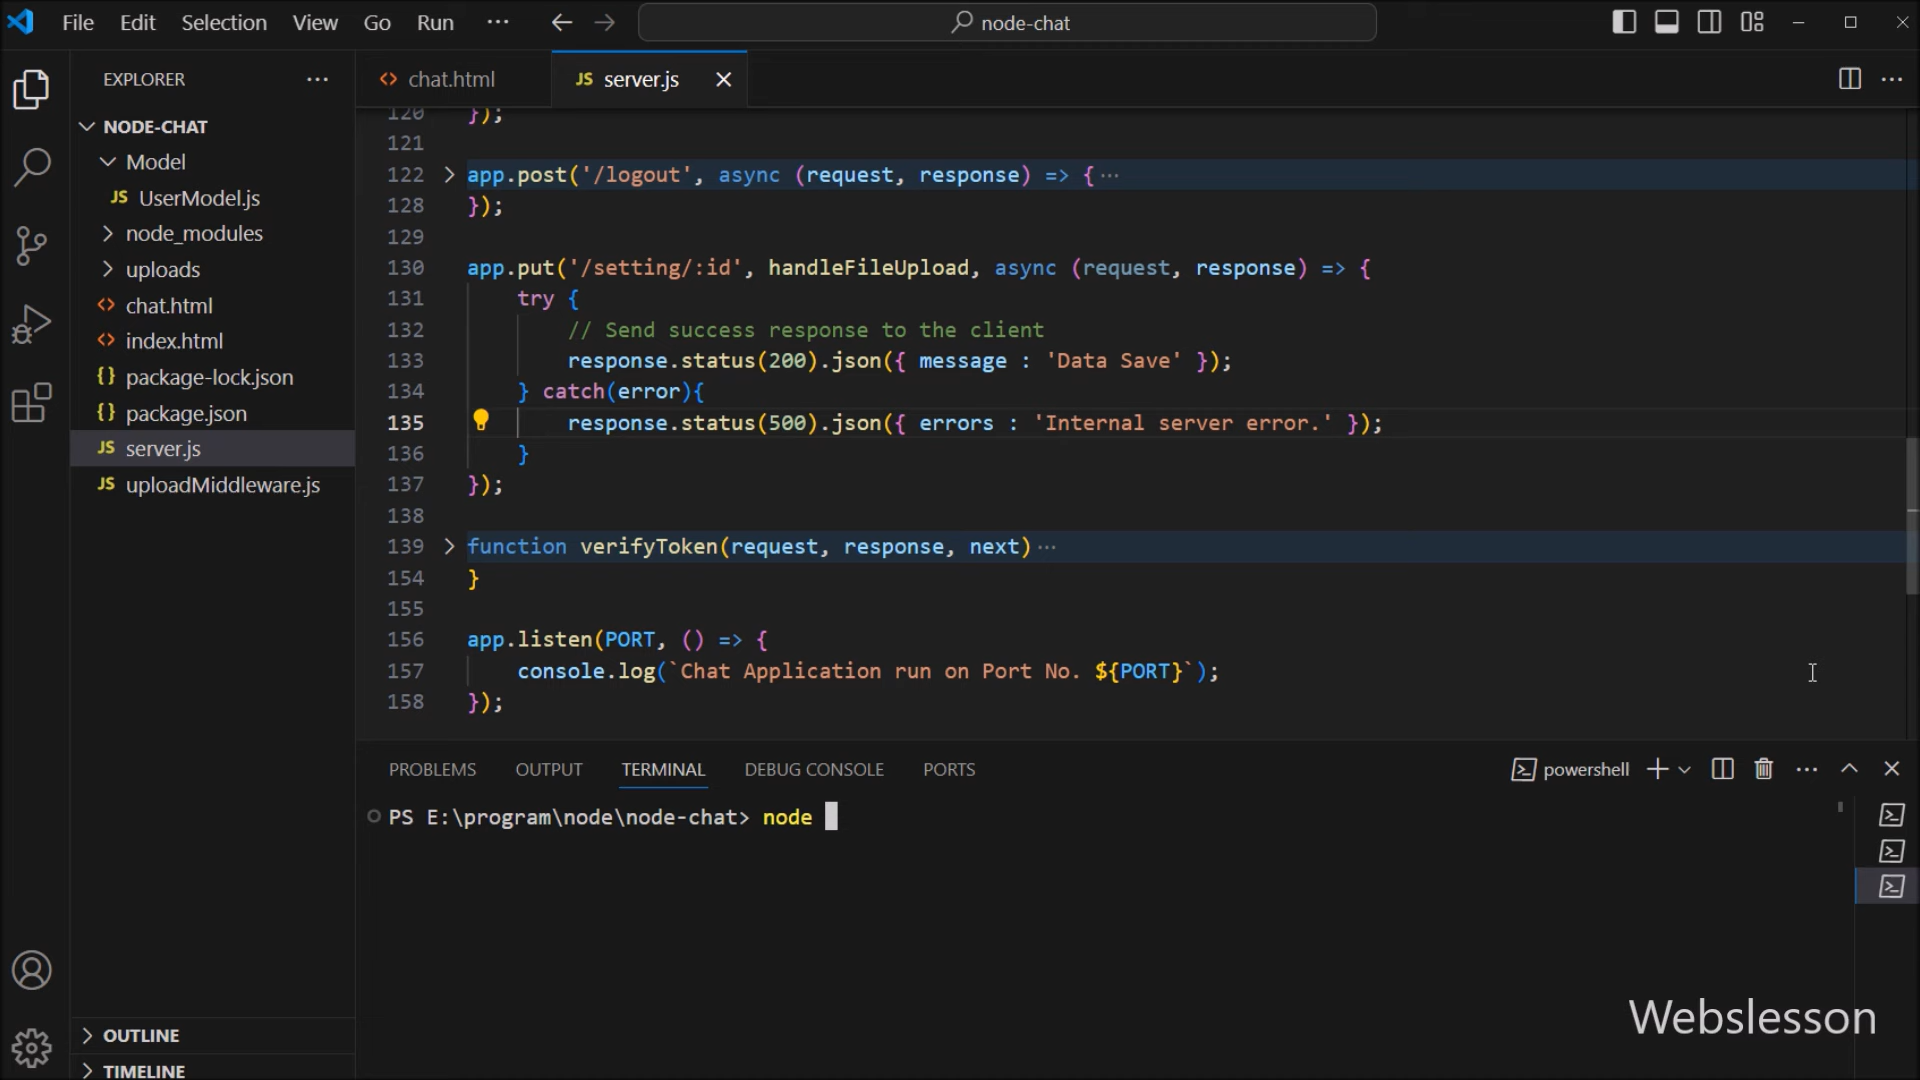 File Edit Selection View Go Run ··· node-chat
EXPLORER ···
chat.html
JS server.js
NODE-CHAT
Model
JS UserModel.js
node_modules
uploads
chat.html
index.html
{} package-lock.json
{} package.json
JS server.js
JS uploadMiddleware.js
OUTLINE
TIMELINE
120 });
121
122 app.post('/logout', async (request, response) => {···
128 });
129
130 app.put('/setting/:id', handleFileUpload, async (request, response) => {
131 try {
132 // Send success response to the client
133 response.status(200).json({ message : 'Data Save' });
134 } catch(error){
135 response.status(500).json({ errors : 'Internal server error.' });
136 }
137 });
138
139 function verifyToken(request, response, next)···
154 }
155
156 app.listen(PORT, () => {
157 console.log(`Chat Application run on Port No. ${PORT}`);
158 });
PROBLEMS OUTPUT TERMINAL DEBUG CONSOLE PORTS
powershell
PS E:\program\node\node-chat> node
Webslesson